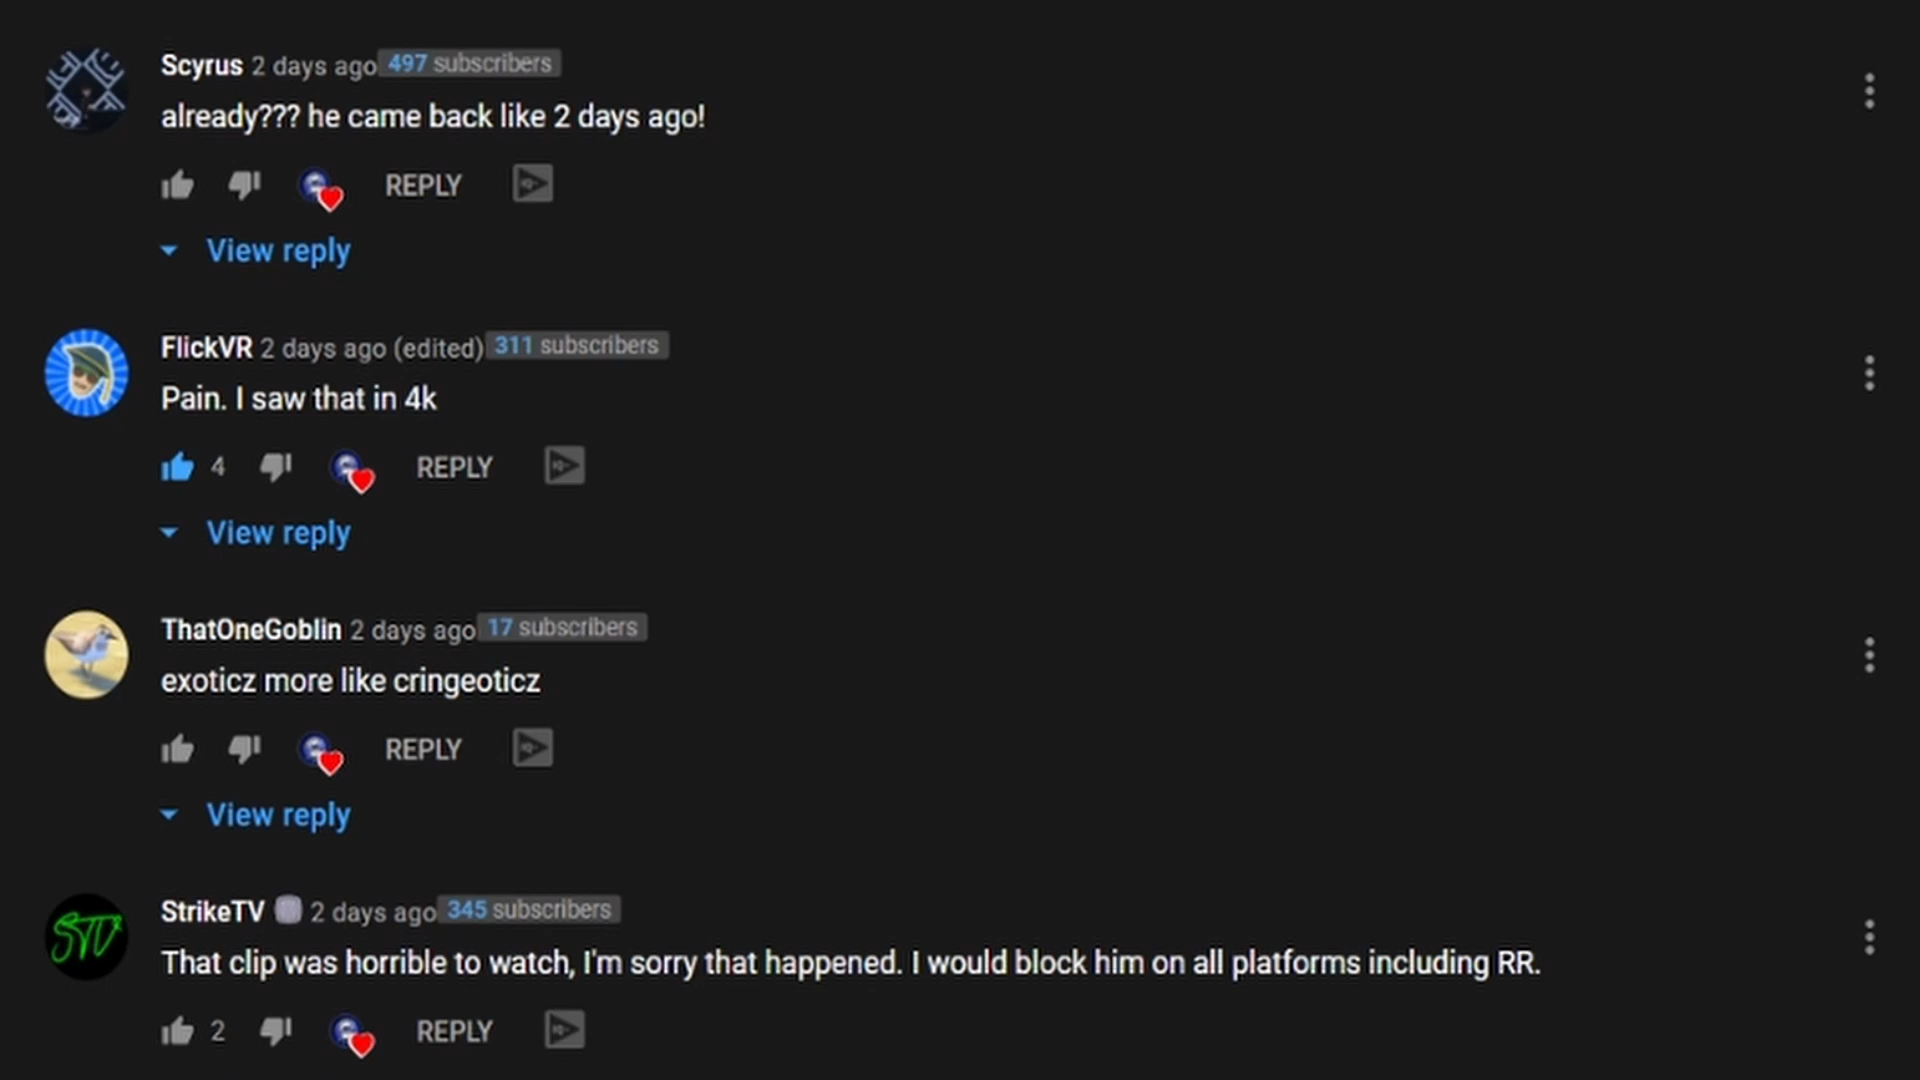 Scyrus 2 days ago 497 subscribers
already??? he came back like 2 days ago!
REPLY
View reply
FlickVR 2 days ago (edited) 311 subscribers
Pain. I saw that in 4k
4 REPLY
View reply
ThatOneGoblin 2 days ago 17 subscribers
exoticz more like cringeoticz
REPLY
View reply
STV
StrikeTV 2 days ago 345 subscribers
That clip was horrible to watch, I'm sorry that happened. I would block him on all platforms including RR.
2 REPLY